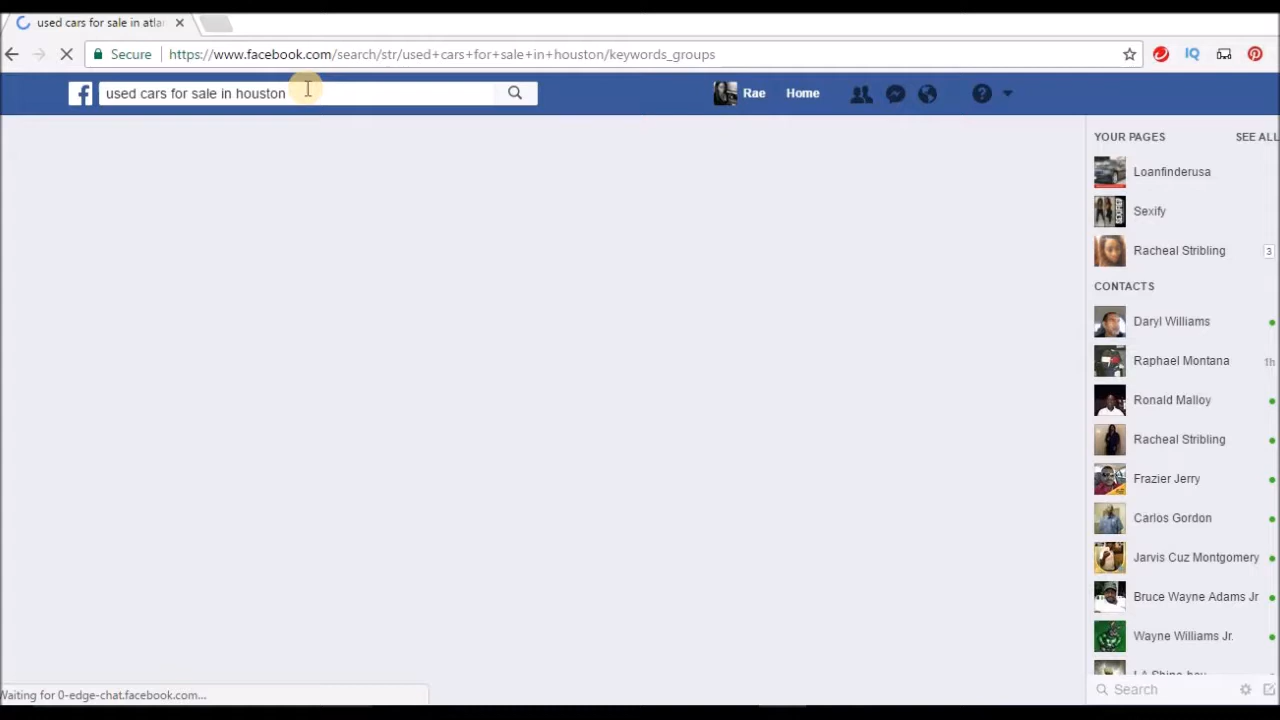 used cars for sale in atla
Secure https://www.facebook.com/search/str/used+cars+for+sale+in+houston/keywords_groups
used cars for sale in houston
Rae Home
YOUR PAGES SEE ALL
Loanfinderusa
Sexify
Racheal Stribling 3
CONTACTS
Daryl Williams
Raphael Montana 1h
Ronald Malloy
Racheal Stribling
Frazier Jerry
Carlos Gordon
Jarvis Cuz Montgomery
Bruce Wayne Adams Jr
Wayne Williams Jr.
Search
Waiting for 0-edge-chat.facebook.com...